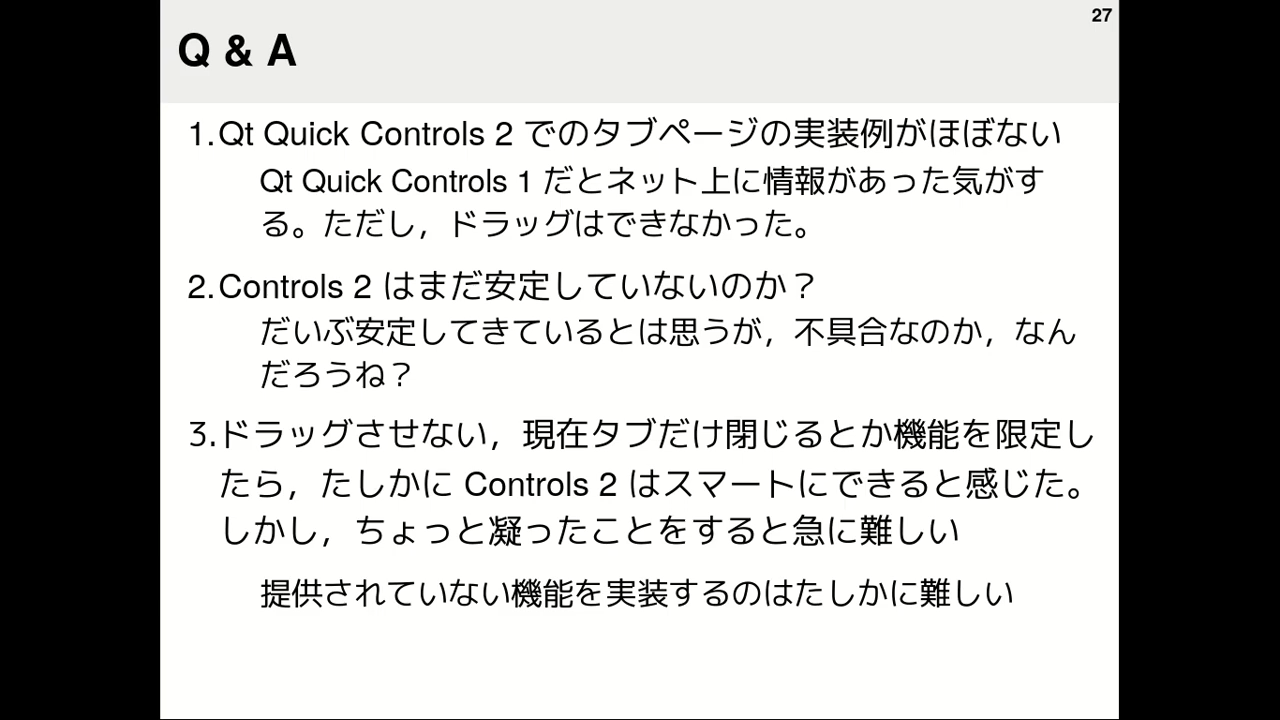 27
Q & A
1. Qt Quick Controls 2 でのタブページの実装例がほぼない
Qt Quick Controls 1 だとネット上に情報があった気がす
る。ただし，ドラッグはできなかった。
2. Controls 2 はまだ安定していないのか？
だいぶ安定してきているとは思うが，不具合なのか，なん
だろうね？
3. ドラッグさせない，現在タブだけ閉じるとか機能を限定し
たら，たしかに Controls 2 はスマートにできると感じた。
しかし，ちょっと凝ったことをすると急に難しい
提供されていない機能を実装するのはたしかに難しい